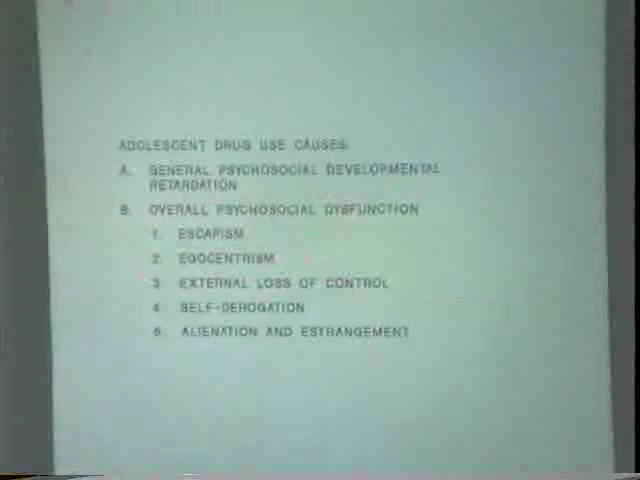 ADOLESCENT DRUG USE CAUSES:
A. GENERAL PSYCHOSOCIAL DEVELOPMENTAL
RETARDATION
B. OVERALL PSYCHOSOCIAL DYSFUNCTION
1. ESCAPISM
2. EGOCENTRISM
3. EXTERNAL LOSS OF CONTROL
4. SELF-DEROGATION
5. ALIENATION AND ESTRANGEMENT